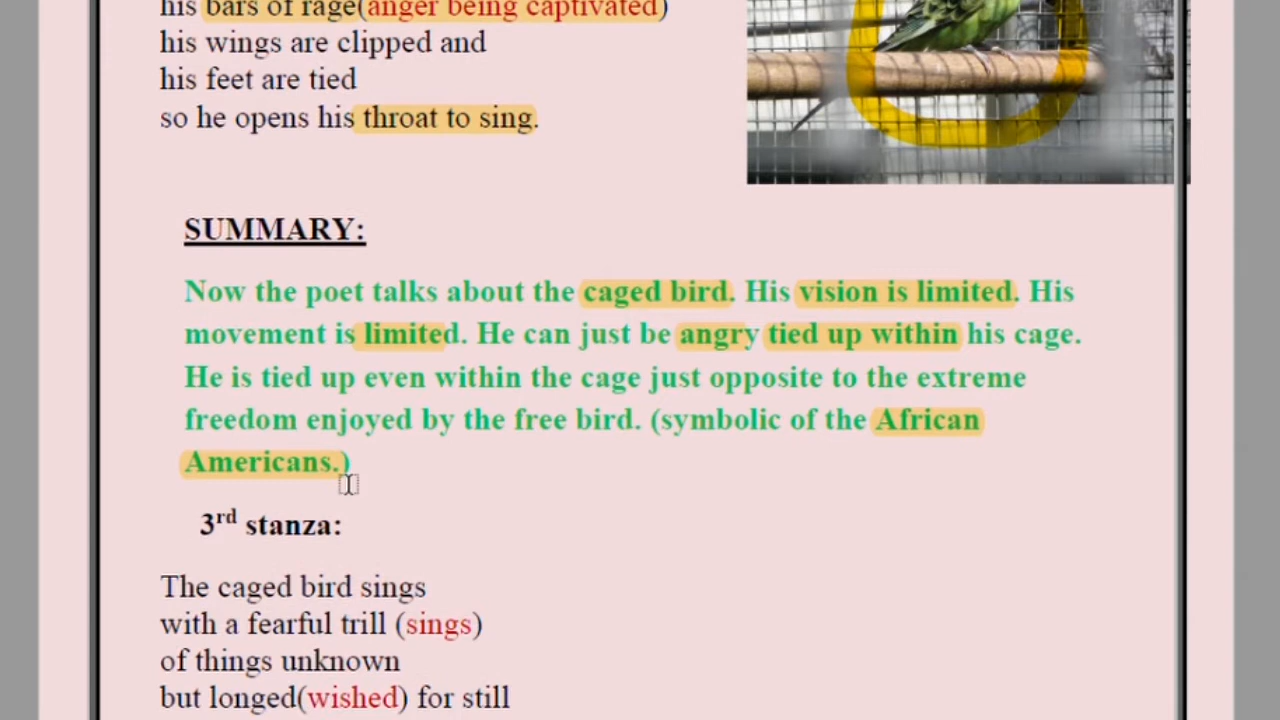 his bars of rage(anger being captivated)
his wings are clipped and
his feet are tied
so he opens his throat to sing.
SUMMARY:
Now the poet talks about the caged bird. His vision is limited. His
movement is limited. He can just be angry tied up within his cage.
He is tied up even within the cage just opposite to the extreme
freedom enjoyed by the free bird. (symbolic of the African
Americans.)
3rd stanza:
The caged bird sings
with a fearful trill (sings)
of things unknown
but longed(wished) for still